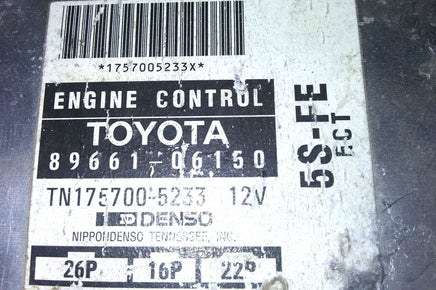 *1757005233X*
ENGINE CONTROL
TOYOTA
89661-06150
TN175700-5233 12V
DENSO
NIPPONDENSO TENNESSEE, INC.
26P 16P 22P
5S-FE
ECT